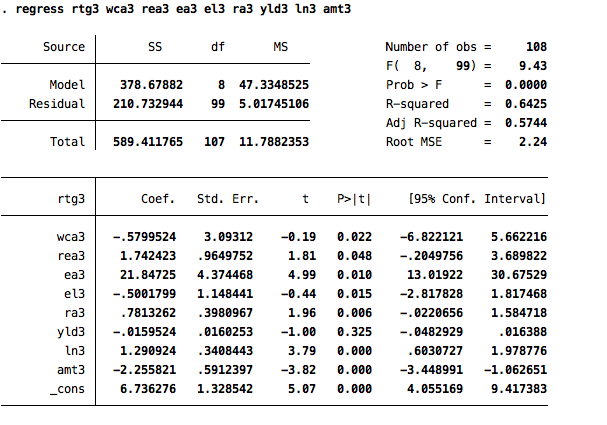 . regress rtg3 wca3 rea3 ea3 el3 ra3 yld3 ln3 amt3
Source SS df MS Number of obs = 108
F( 8, 99) = 9.43
Model 378.67882 8 47.3348525 Prob > F = 0.0000
Residual 210.732944 99 5.01745106 R-squared = 0.6425
Adj R-squared = 0.5744
Total 589.411765 107 11.7882353 Root MSE = 2.24
rtg3 Coef. Std. Err. t P>|t| [95% Conf. Interval]
wca3 -.5799524 3.09312 -0.19 0.022 -6.822121 5.662216
rea3 1.742423 .9649752 1.81 0.048 -.2049756 3.689822
ea3 21.84725 4.374468 4.99 0.010 13.01922 30.67529
el3 -.5001799 1.148441 -0.44 0.015 -2.817828 1.817468
ra3 .7813262 .3980967 1.96 0.006 -.0220656 1.584718
yld3 -.0159524 .0160253 -1.00 0.325 -.0482929 .016388
ln3 1.290924 .3408443 3.79 0.000 .6030727 1.978776
amt3 -2.255821 .5912397 -3.82 0.000 -3.448991 -1.062651
_cons 6.736276 1.328542 5.07 0.000 4.055169 9.417383